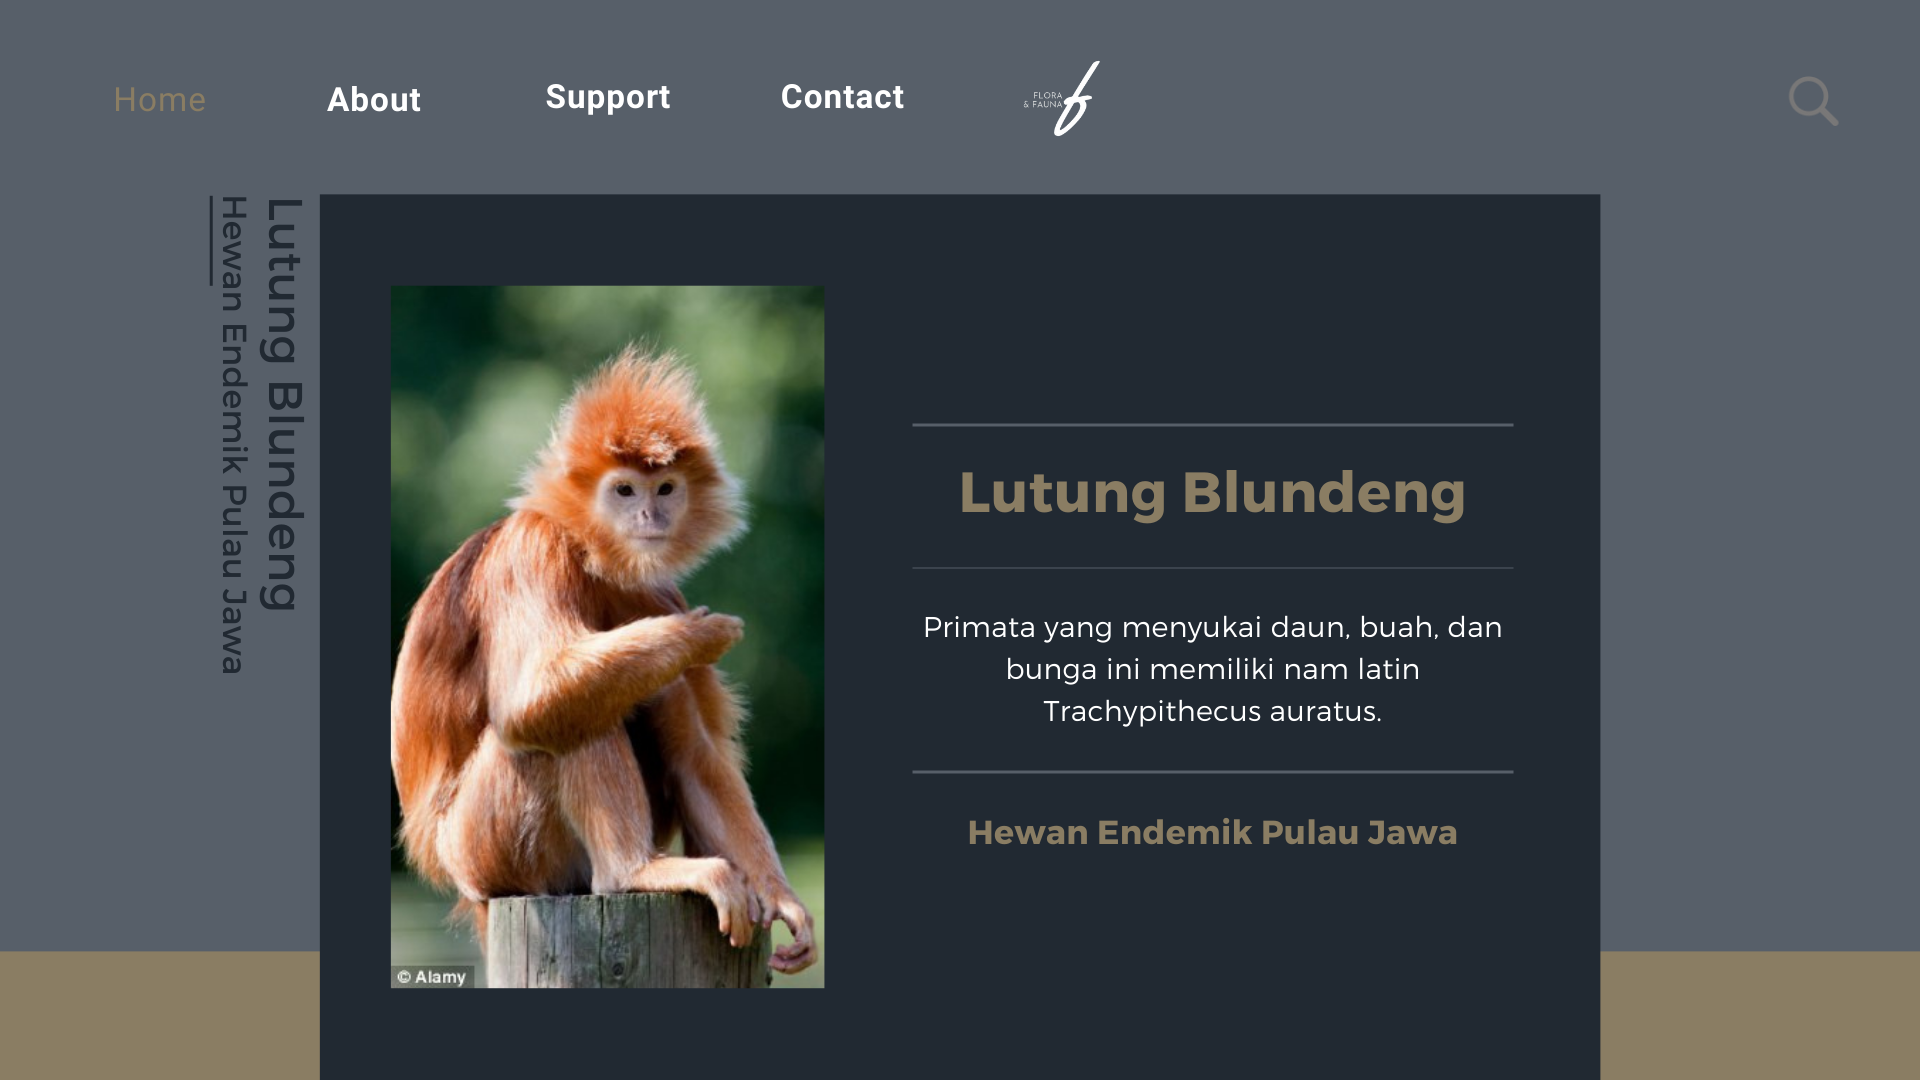 Home
About
Support
Contact
FLORA
& FAUNA
f
Lutung Blundeng
Hewan Endemik Pulau Jawa
Lutung Blundeng
Primata yang menyukai daun, buah, dan
bunga ini memiliki nam latin
Trachypithecus auratus.
Hewan Endemik Pulau Jawa
© Alamy